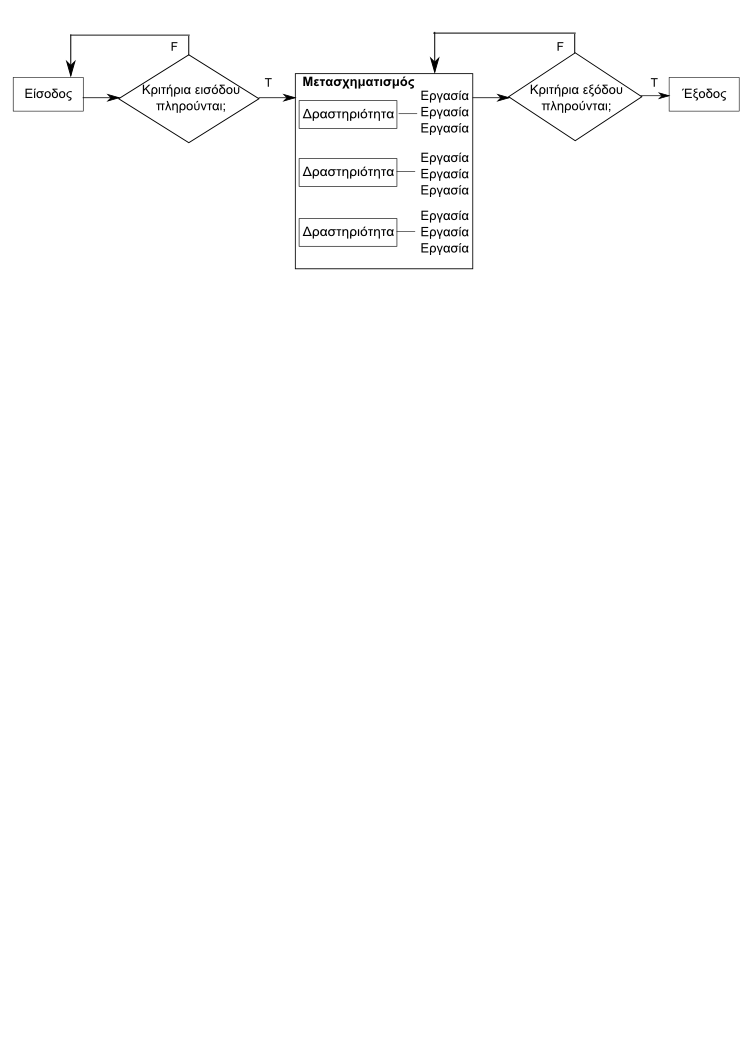 Είσοδος
F
Κριτήρια εισόδου
πληρούνται;
T
Μετασχηματισμός
Δραστηριότητα
Εργασία
Εργασία
Εργασία
Δραστηριότητα
Εργασία
Εργασία
Εργασία
Δραστηριότητα
Εργασία
Εργασία
Εργασία
F
Κριτήρια εξόδου
πληρούνται;
T
Έξοδος